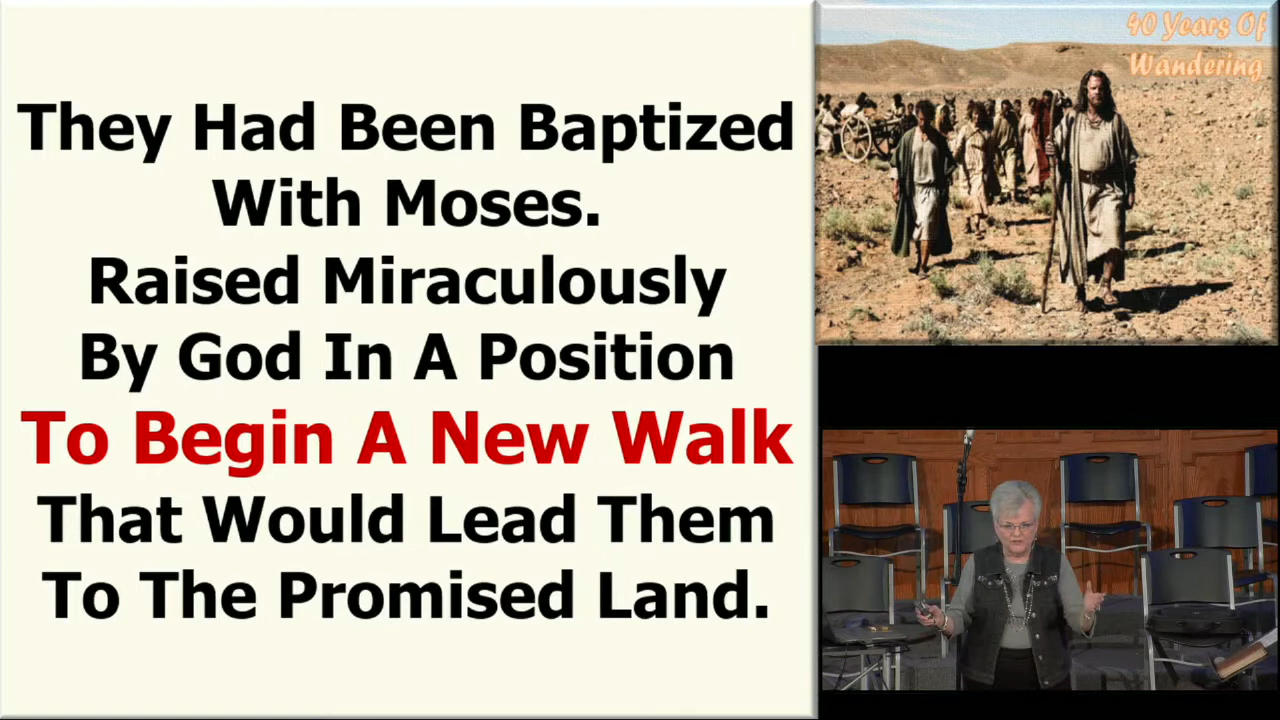 They Had Been Baptized
With Moses.
Raised Miraculously
By God In A Position
To Begin A New Walk
That Would Lead Them
To The Promised Land.
40 Years Of
Wandering